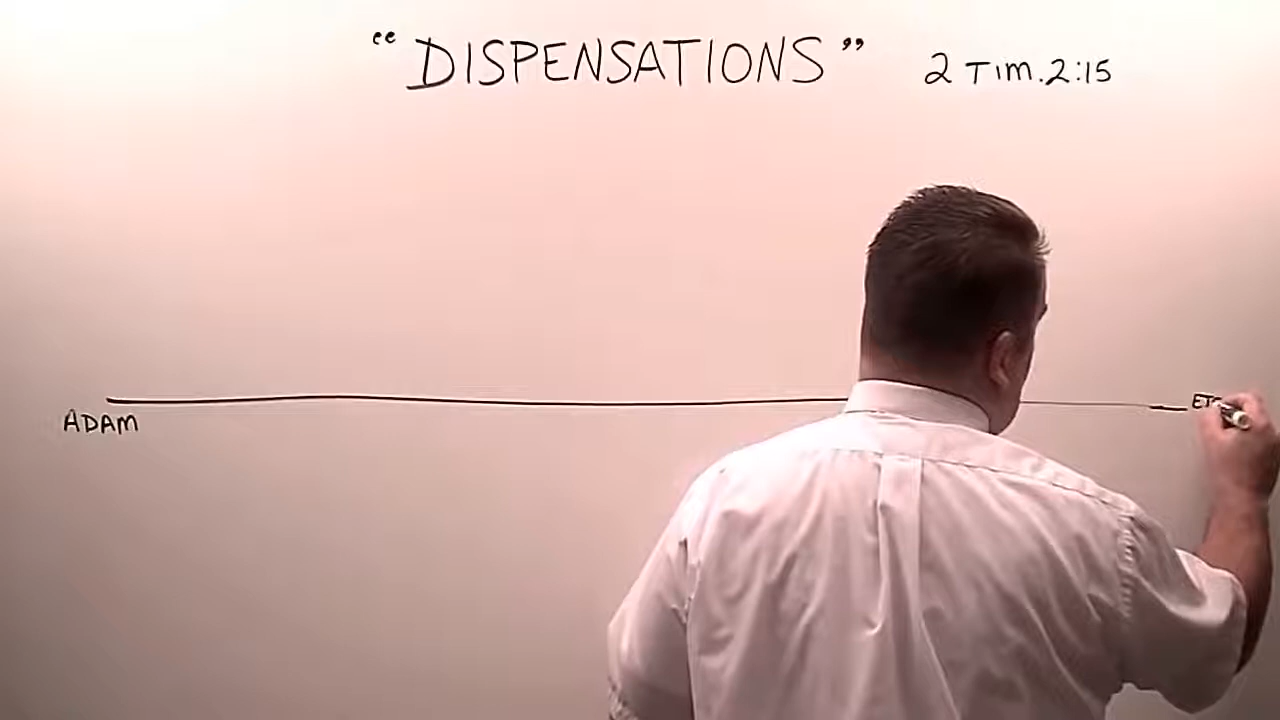 “DISPENSATIONS” 2 TIM. 2:15
ADAM